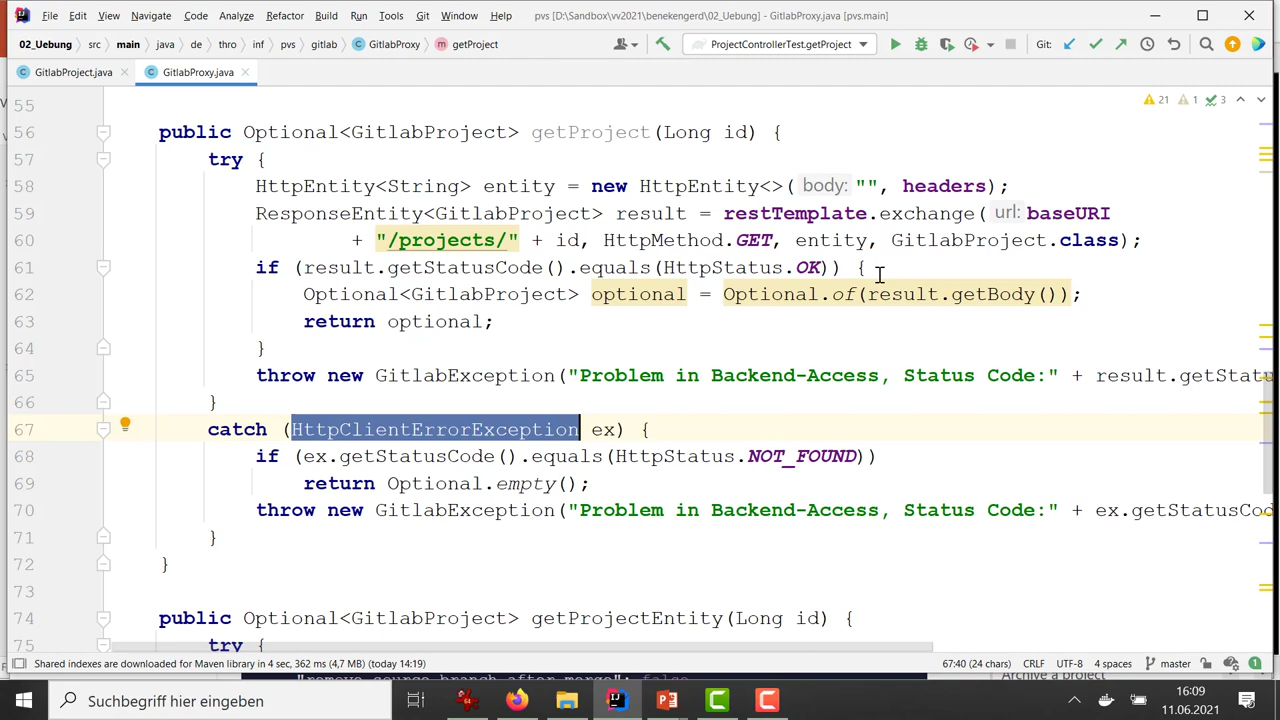 File Edit View Navigate Code Analyze Refactor Build Run Tools Git Window Help pvs [D:\Sandbox\vv2021\benekengerd\02_Uebung] - GitlabProxy.java [pvs.main]
02_Uebung src main java de thro inf pvs gitlab GitlabProxy getProject ProjectControllerTest.getProject Git:
GitlabProject.java GitlabProxy.java
55 21 1 3
56 public Optional<GitlabProject> getProject(Long id) {
57 try {
58 HttpEntity<String> entity = new HttpEntity<>( body: "", headers);
59 ResponseEntity<GitlabProject> result = restTemplate.exchange( url: baseURI
60 + "/projects/" + id, HttpMethod.GET, entity, GitlabProject.class);
61 if (result.getStatusCode().equals(HttpStatus.OK)) {
62 Optional<GitlabProject> optional = Optional.of(result.getBody());
63 return optional;
64 }
65 throw new GitlabException("Problem in Backend-Access, Status Code:" + result.getStatu
66 }
67 catch (HttpClientErrorException ex) {
68 if (ex.getStatusCode().equals(HttpStatus.NOT_FOUND))
69 return Optional.empty();
70 throw new GitlabException("Problem in Backend-Access, Status Code:" + ex.getStatusCod
71 }
72 }
73
74 public Optional<GitlabProject> getProjectEntity(Long id) {
75 try {
Shared indexes are downloaded for Maven library in 4 sec, 362 ms (4,7 MB) (today 14:19) 67:40 (24 chars) CRLF UTF-8 4 spaces master 1
"remove_source_branch_after_merge": false Archive a project
Suchbegriff hier eingeben 16:09
11.06.2021